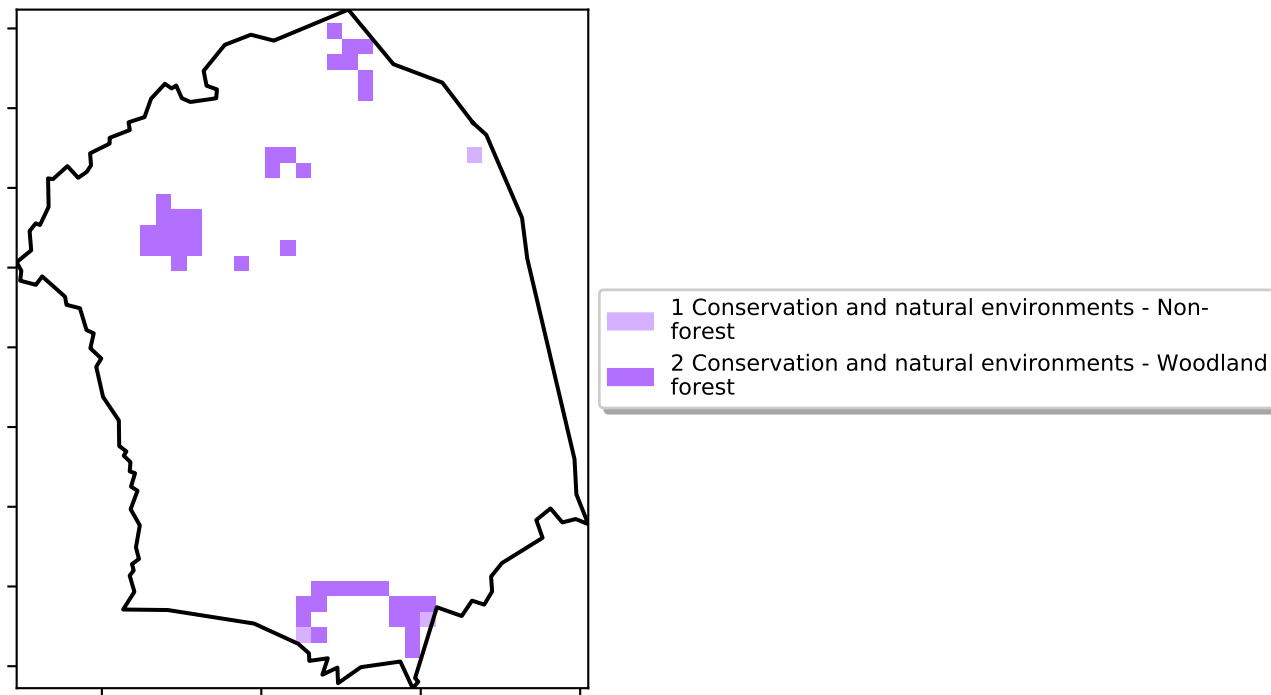 1 Conservation and natural environments - Non-
forest
2 Conservation and natural environments - Woodland
forest